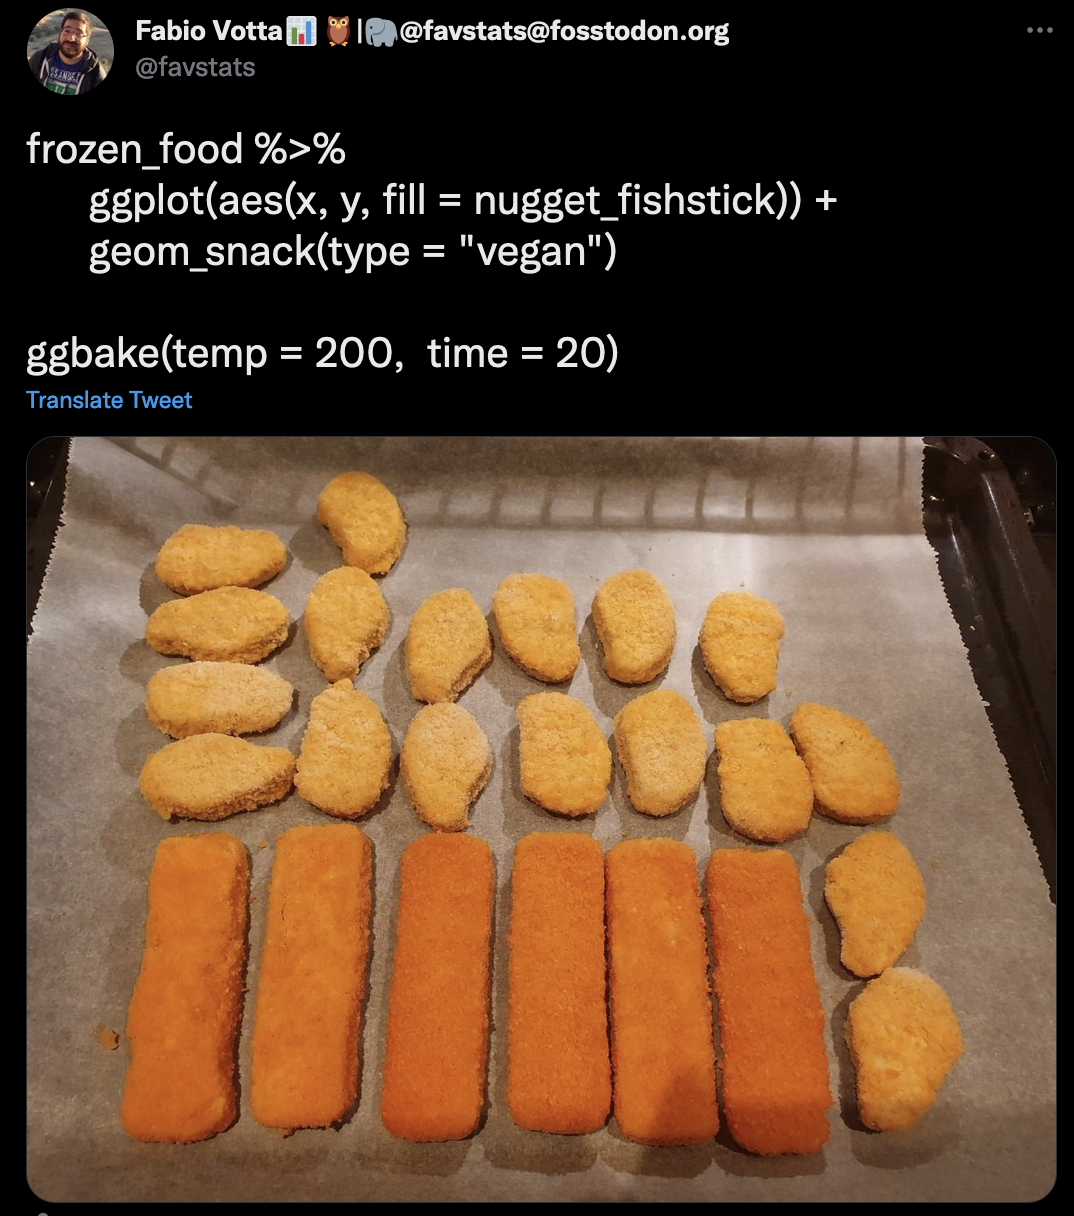 Fabio Votta📊 🦉|🐘@favstats@fosstodon.org
@favstats
frozen_food %>%
ggplot(aes(x, y, fill = nugget_fishstick)) +
geom_snack(type = "vegan")
ggbake(temp = 200,  time = 20)
Translate Tweet